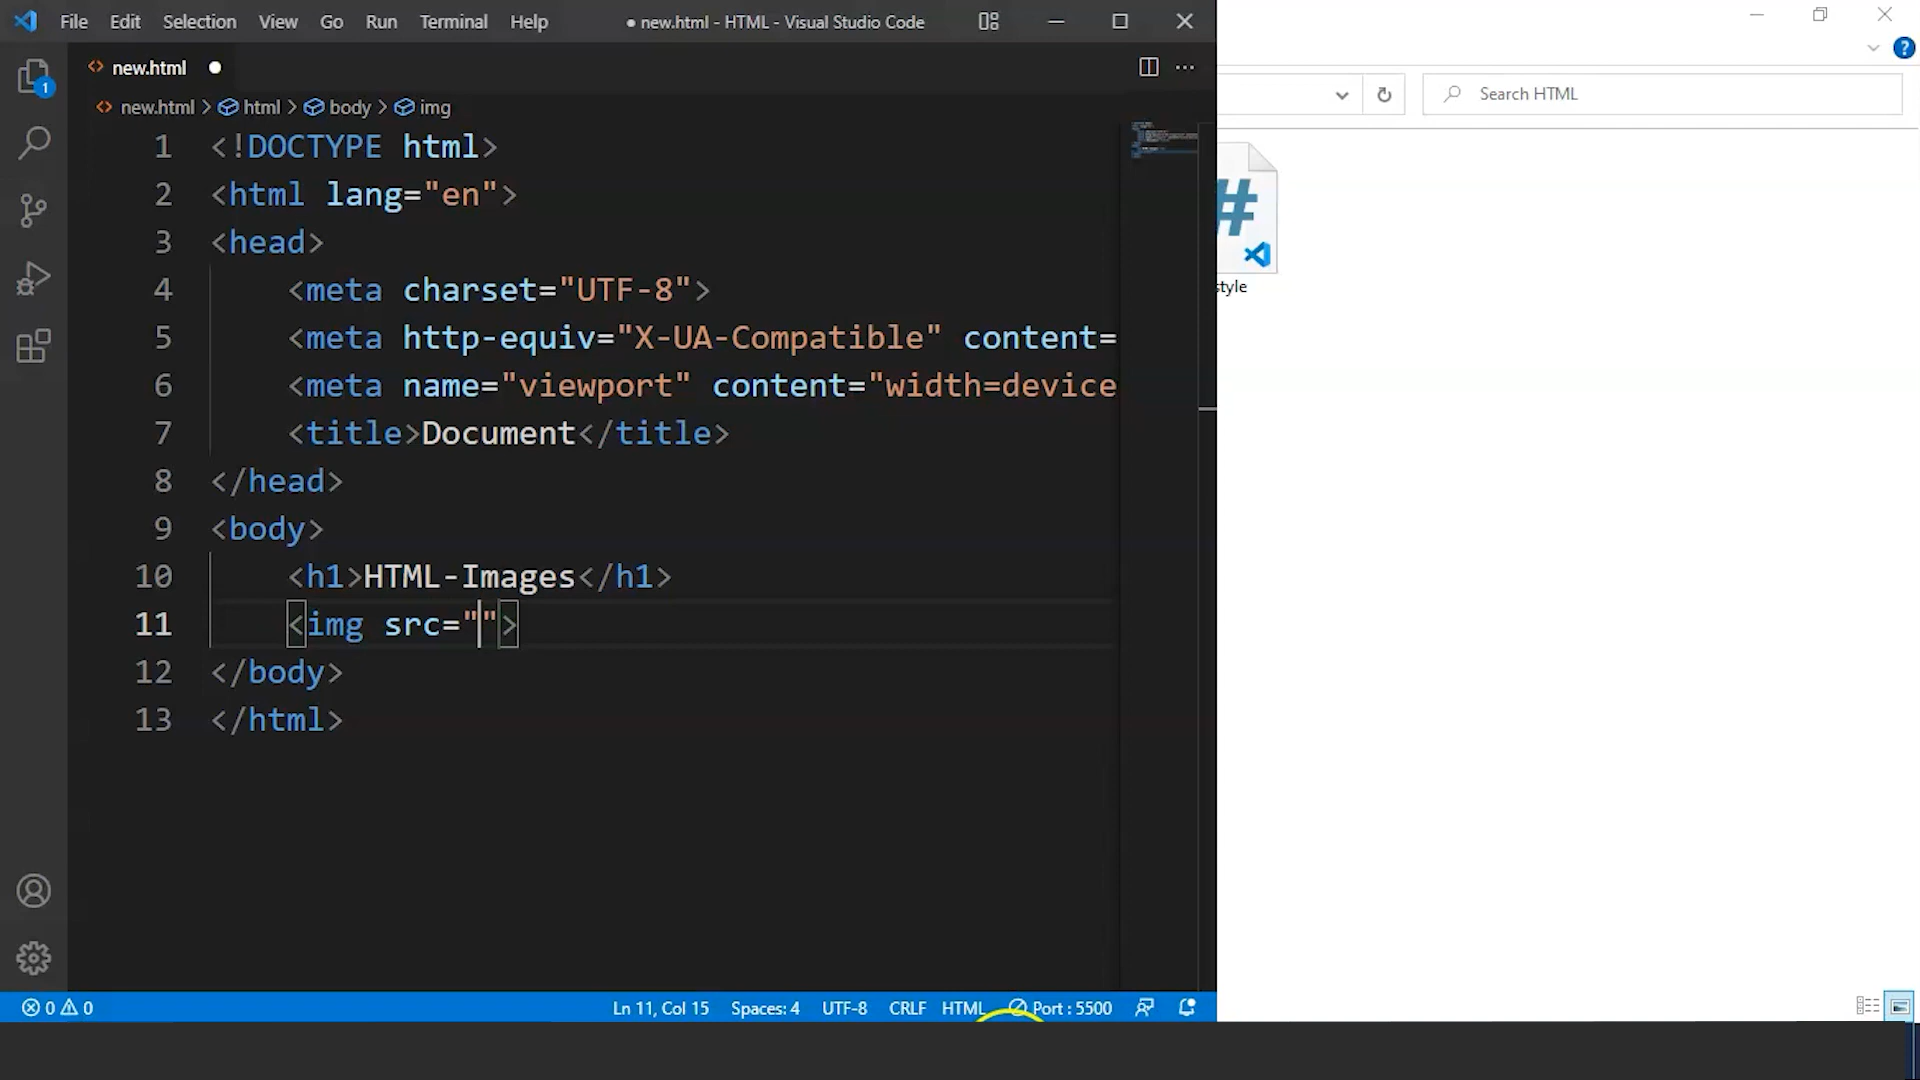 File Edit Selection View Go Run Terminal Help ● new.html - HTML - Visual Studio Code
new.html ●
new.html > html > body > img
1 <!DOCTYPE html>
2 <html lang="en">
3 <head>
4 <meta charset="UTF-8">
5 <meta http-equiv="X-UA-Compatible" content=
6 <meta name="viewport" content="width=device
7 <title>Document</title>
8 </head>
9 <body>
10 <h1>HTML-Images</h1>
11 <img src="">
12 </body>
13 </html>
1
0 0 Ln 11, Col 15 Spaces: 4 UTF-8 CRLF HTML Port : 5500
?
Search HTML
#
style